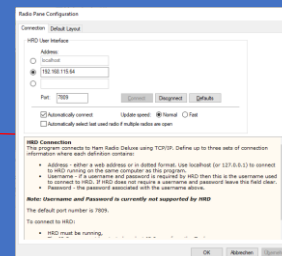 Radio Pane Configuration
Connection Default Layout
HRD User Interface
Address:
localhost
192.168.119.64
Port: 7809 Connect Disconnect Defaults
Automatically connect Update speed: Normal Fast
Automatically select last used radio if multiple radios are open
HRD Connection
This program connects to Ham Radio Deluxe using TCP/IP. Define up to three sets of connection
information where each definition contains:
• Address - either a web address or in dotted format. Use localhost (or 127.0.0.1) to connect
to HRD running on the same computer as this program.
• Username - if a username and password is required by HRD then this is the username used
to connect to HRD. If HRD does not require a username and password leave this field clear.
• Password - the password associated with the username above.
Note: Username and Password is currently not supported by HRD
The default port number is 7809.
To connect to HRD:
• HRD must be running,
OK Abbrechen